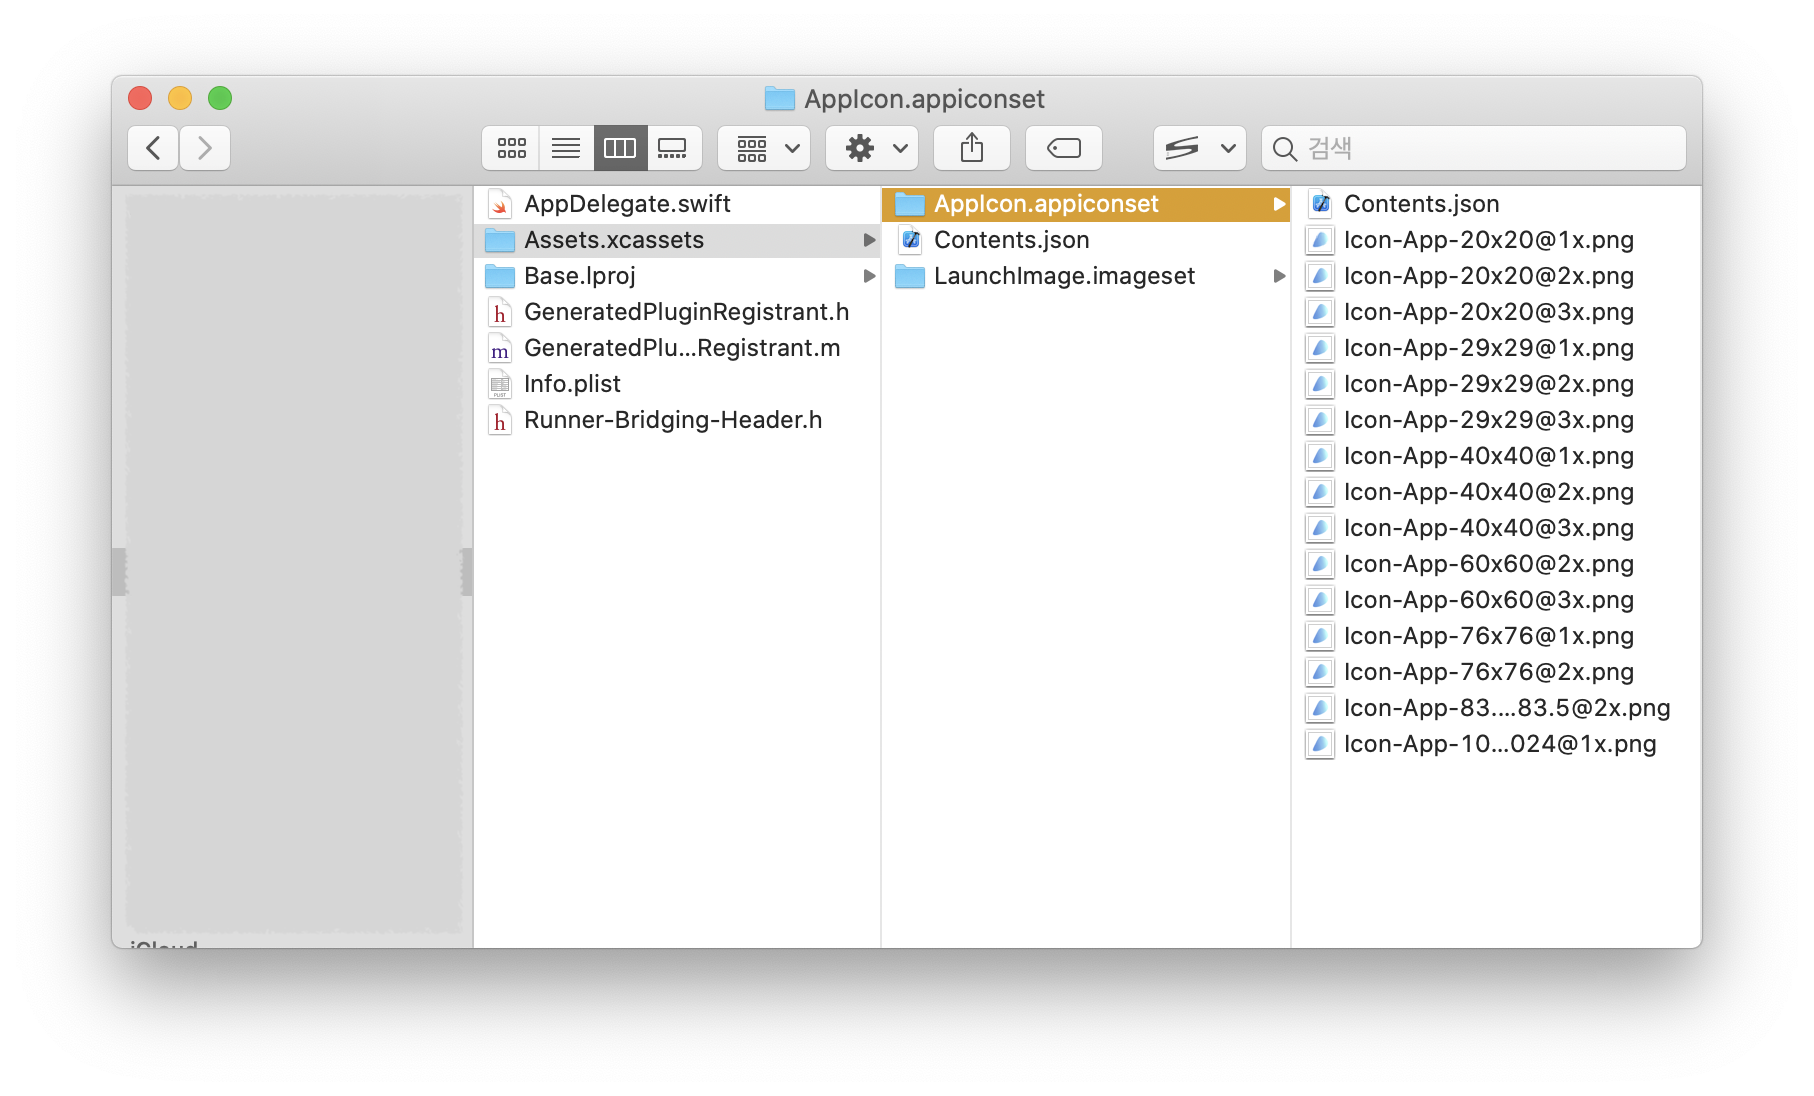 AppIcon.appiconset
검색
AppDelegate.swift
Assets.xcassets
Base.lproj
GeneratedPluginRegistrant.h
GeneratedPlu...Registrant.m
Info.plist
Runner-Bridging-Header.h
AppIcon.appiconset
Contents.json
LaunchImage.imageset
Contents.json
Icon-App-20x20@1x.png
Icon-App-20x20@2x.png
Icon-App-20x20@3x.png
Icon-App-29x29@1x.png
Icon-App-29x29@2x.png
Icon-App-29x29@3x.png
Icon-App-40x40@1x.png
Icon-App-40x40@2x.png
Icon-App-40x40@3x.png
Icon-App-60x60@2x.png
Icon-App-60x60@3x.png
Icon-App-76x76@1x.png
Icon-App-76x76@2x.png
Icon-App-83....83.5@2x.png
Icon-App-10...024@1x.png
iCloud